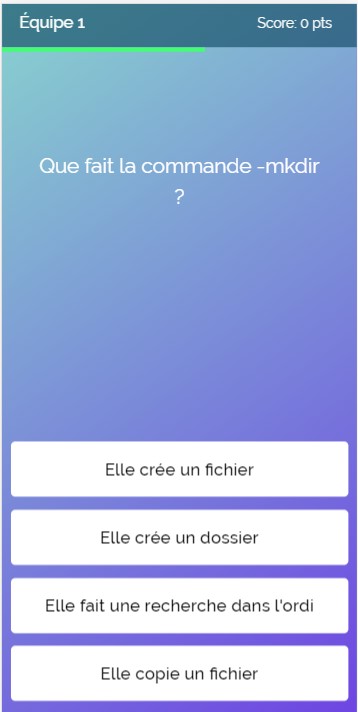 Équipe 1
Score: 0 pts
Que fait la commande -mkdir
?
Elle crée un fichier
Elle crée un dossier
Elle fait une recherche dans l'ordi
Elle copie un fichier